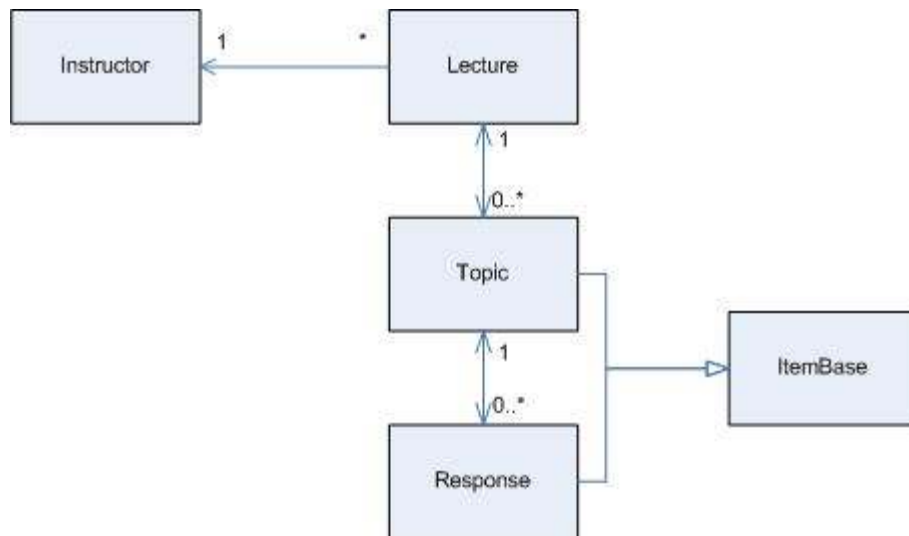 1
*
Instructor
Lecture
1
0..*
Topic
1
ItemBase
0..*
Response